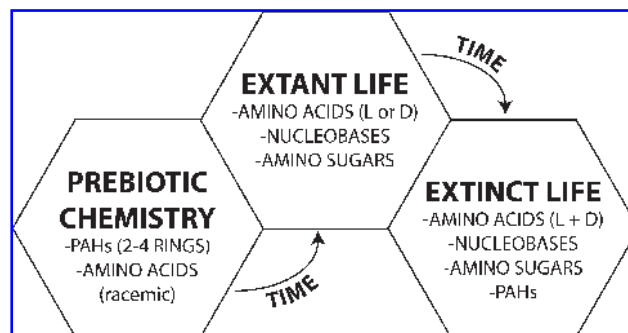 PREBIOTIC
CHEMISTRY
-PAHs (2-4 RINGS)
-AMINO ACIDS
(racemic)
TIME
EXTANT LIFE
-AMINO ACIDS (L or D)
-NUCLEOBASES
-AMINO SUGARS
TIME
EXTINCT LIFE
-AMINO ACIDS (L + D)
-NUCLEOBASES
-AMINO SUGARS
-PAHs